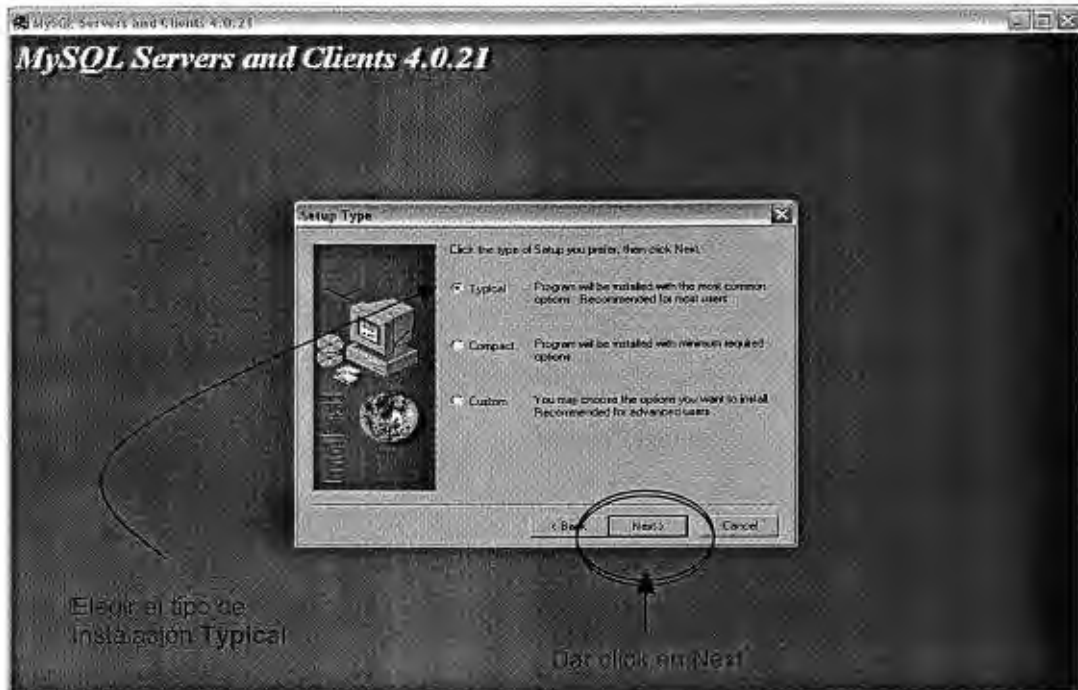 MySQL Servers and Clients 4.0.21
MySQL Servers and Clients 4.0.21
Setup Type
Click the type of Setup you prefer, then click Next.
Typical
Program will be installed with the most common
options. Recommended for most users.
Compact
Program will be installed with minimum required
options.
Custom
You may choose the options you want to install.
Recommended for advanced users.
< Back
Next >
Cancel
Elegir el tipo de
Instalación Typical
Dar click en Next